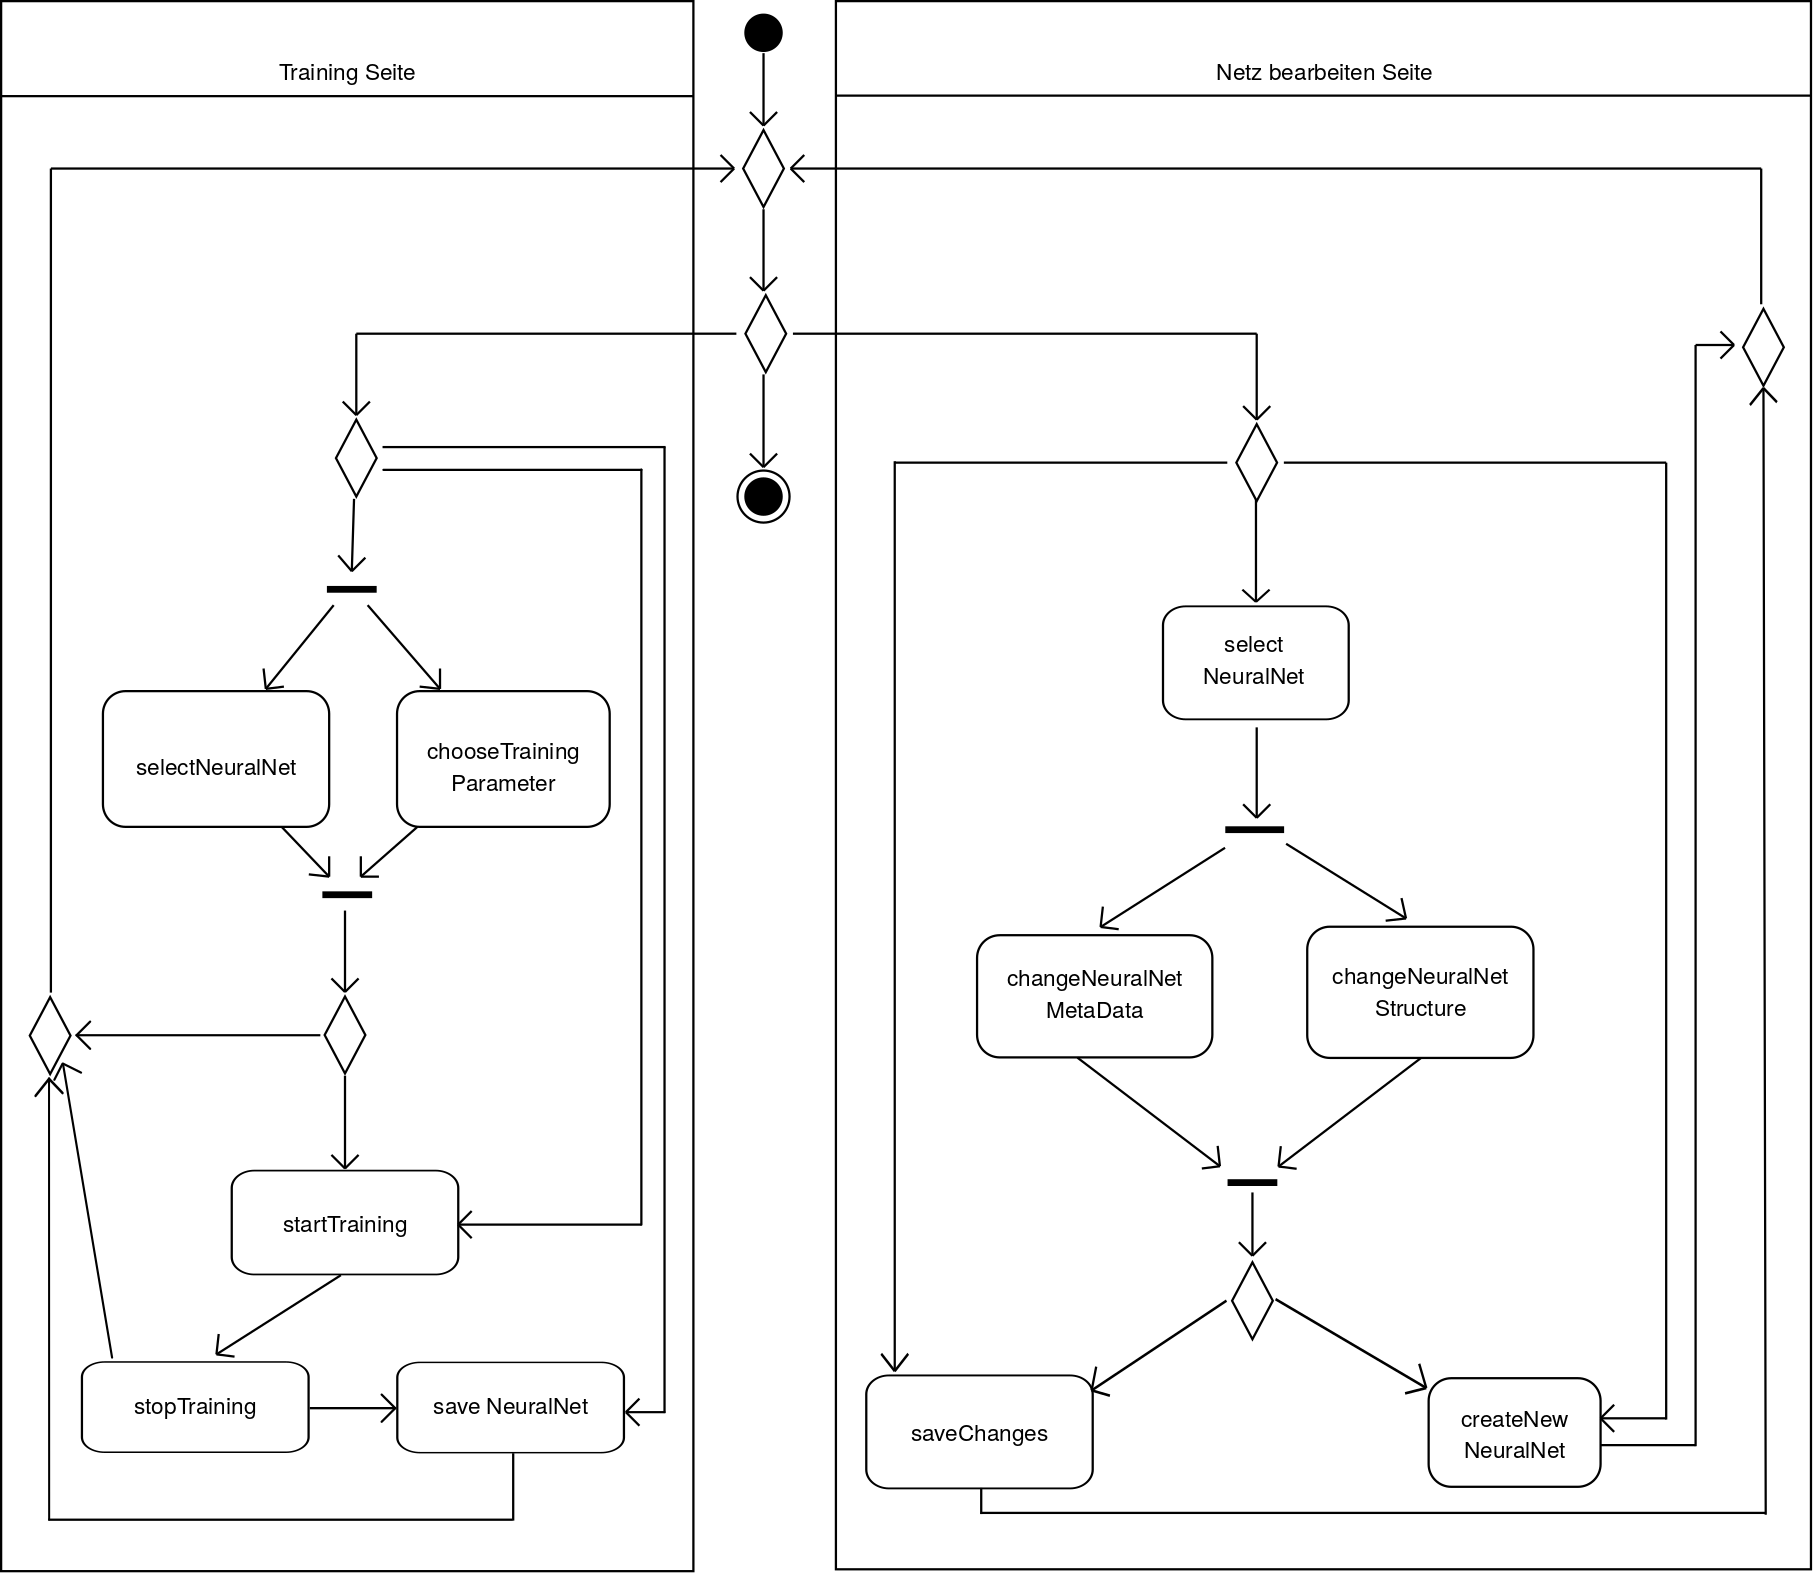 Training Seite
Netz bearbeiten Seite
select
NeuralNet
selectNeuralNet
chooseTraining
Parameter
changeNeuralNet
MetaData
changeNeuralNet
Structure
startTraining
stopTraining
save NeuralNet
saveChanges
createNew
NeuralNet